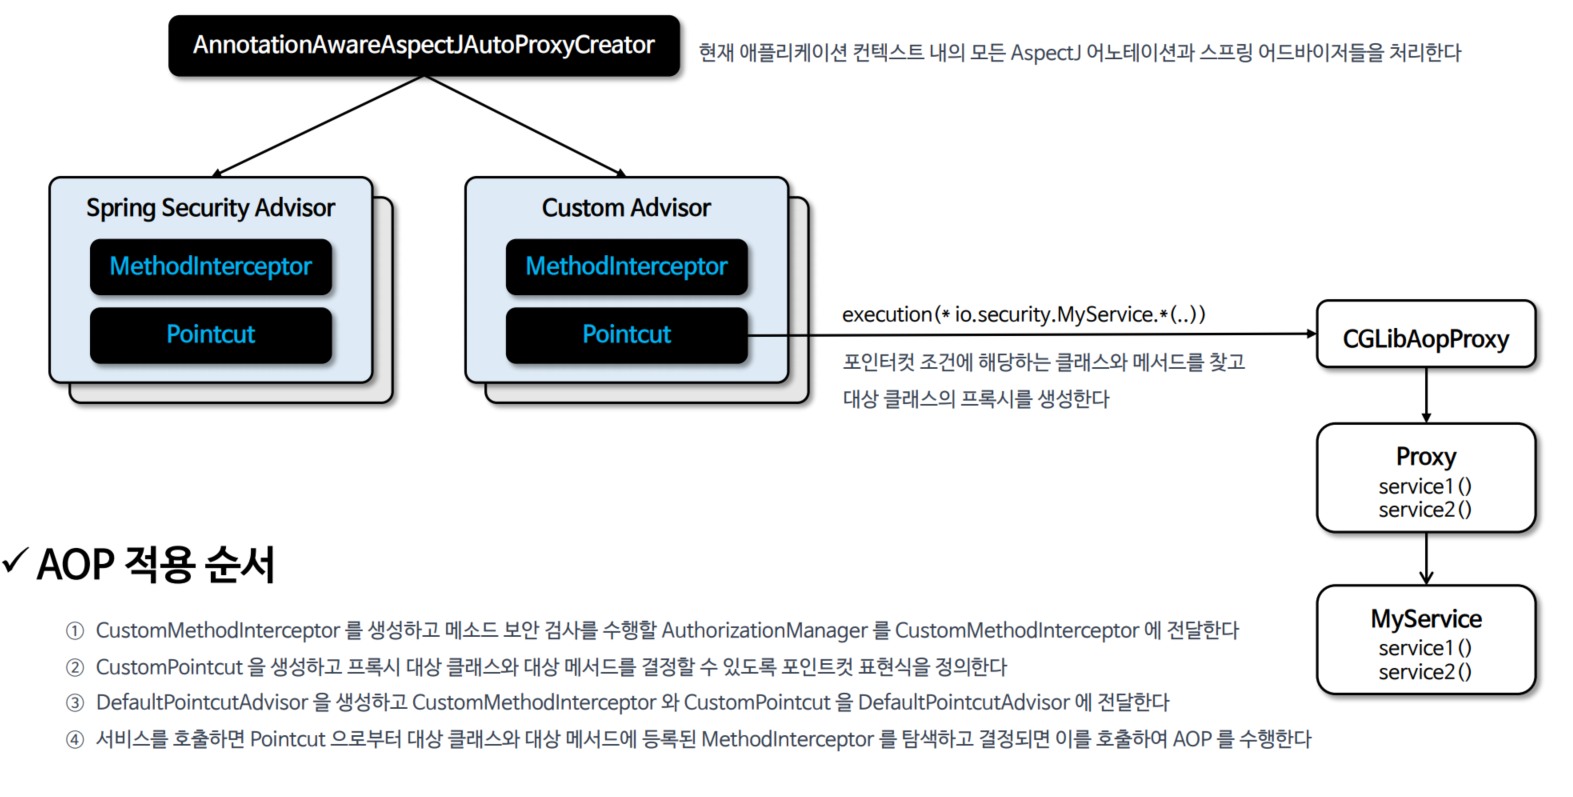 AnnotationAwareAspectJAutoProxyCreator
현재 애플리케이션 컨텍스트 내의 모든 AspectJ 어노테이션과 스프링 어드바이저들을 처리한다
Spring Security Advisor
MethodInterceptor
Pointcut
Custom Advisor
MethodInterceptor
Pointcut
execution(* io.security.MyService.*(..))
포인터컷 조건에 해당하는 클래스와 메서드를 찾고
대상 클래스의 프록시를 생성한다
CGLibAopProxy
Proxy
service1()
service2()
MyService
service1()
service2()
✓ AOP 적용 순서
① CustomMethodInterceptor 를 생성하고 메소드 보안 검사를 수행할 AuthorizationManager 를 CustomMethodInterceptor 에 전달한다
② CustomPointcut 을 생성하고 프록시 대상 클래스와 대상 메서드를 결정할 수 있도록 포인트컷 표현식을 정의한다
③ DefaultPointcutAdvisor 을 생성하고 CustomMethodInterceptor 와 CustomPointcut 을 DefaultPointcutAdvisor 에 전달한다
④ 서비스를 호출하면 Pointcut 으로부터 대상 클래스와 대상 메서드에 등록된 MethodInterceptor 를 탐색하고 결정되면 이를 호출하여 AOP 를 수행한다